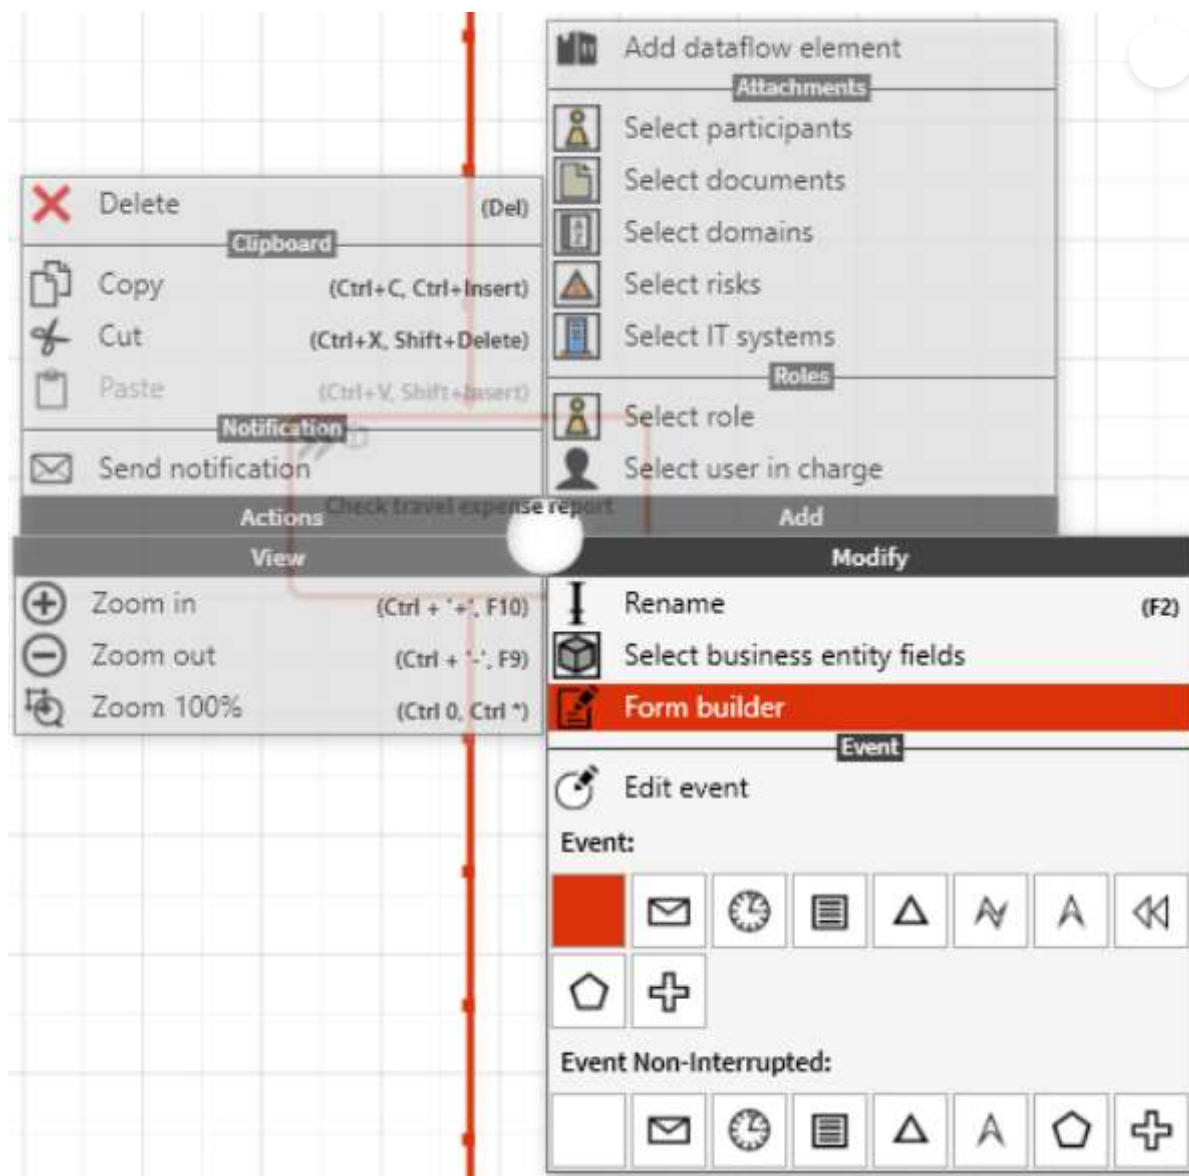 Add dataflow element
Attachments
Select participants
Select documents
Select domains
Select risks
Select IT systems
Roles
Select role
Select user in charge
Add
Delete (Del)
Clipboard
Copy (Ctrl+C, Ctrl+Insert)
Cut (Ctrl+X, Shift+Delete)
Paste (Ctrl+V, Shift+Insert)
Notification
Send notification
Check travel expense report
Actions
View
Zoom in (Ctrl + '+', F10)
Zoom out (Ctrl + '-', F9)
Zoom 100% (Ctrl 0, Ctrl *)
Modify
Rename (F2)
Select business entity fields
Form builder
Event
Edit event
Event:
Event Non-Interrupted: